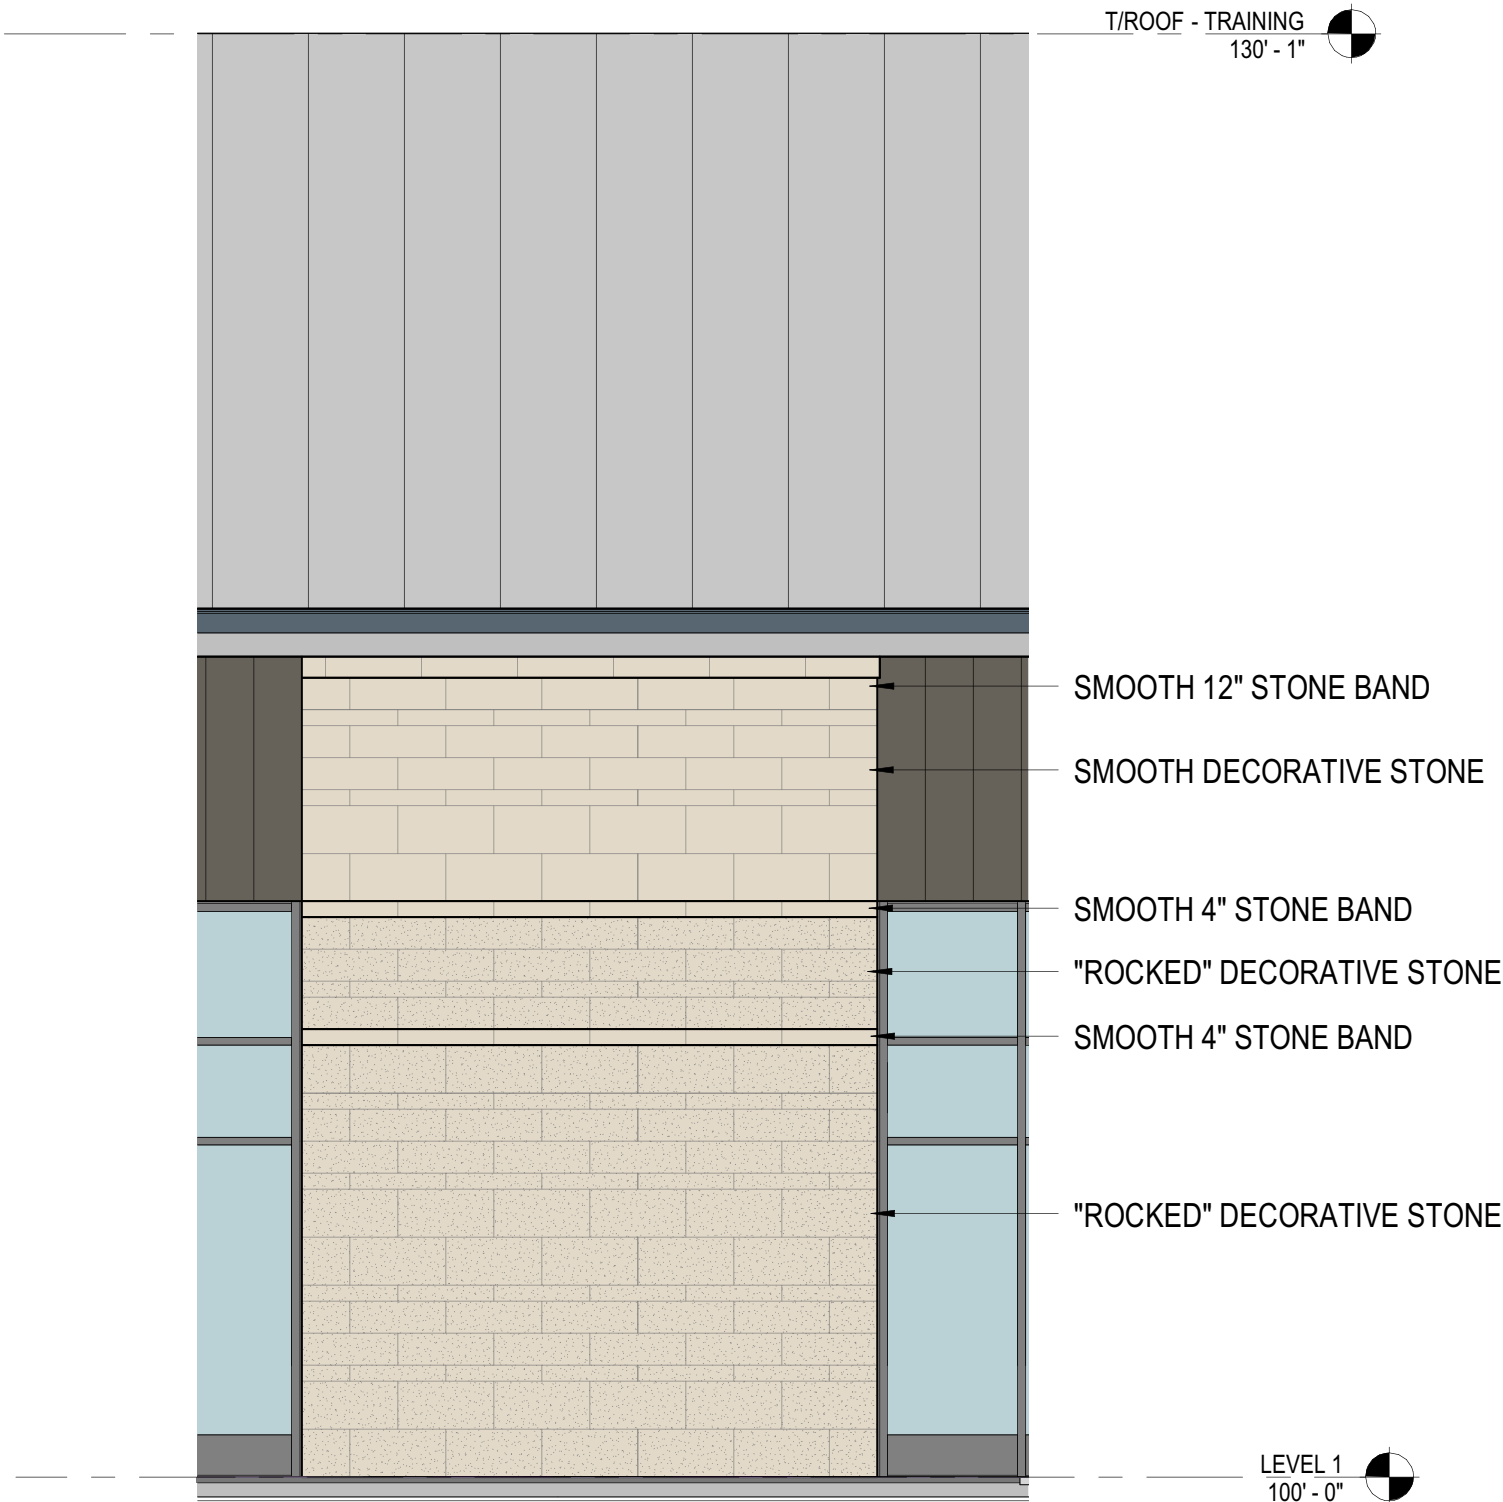 T/ROOF - TRAINING
130' - 1"
SMOOTH 12" STONE BAND
SMOOTH DECORATIVE STONE
SMOOTH 4" STONE BAND
"ROCKED" DECORATIVE STONE
SMOOTH 4" STONE BAND
"ROCKED" DECORATIVE STONE
LEVEL 1
100' - 0"